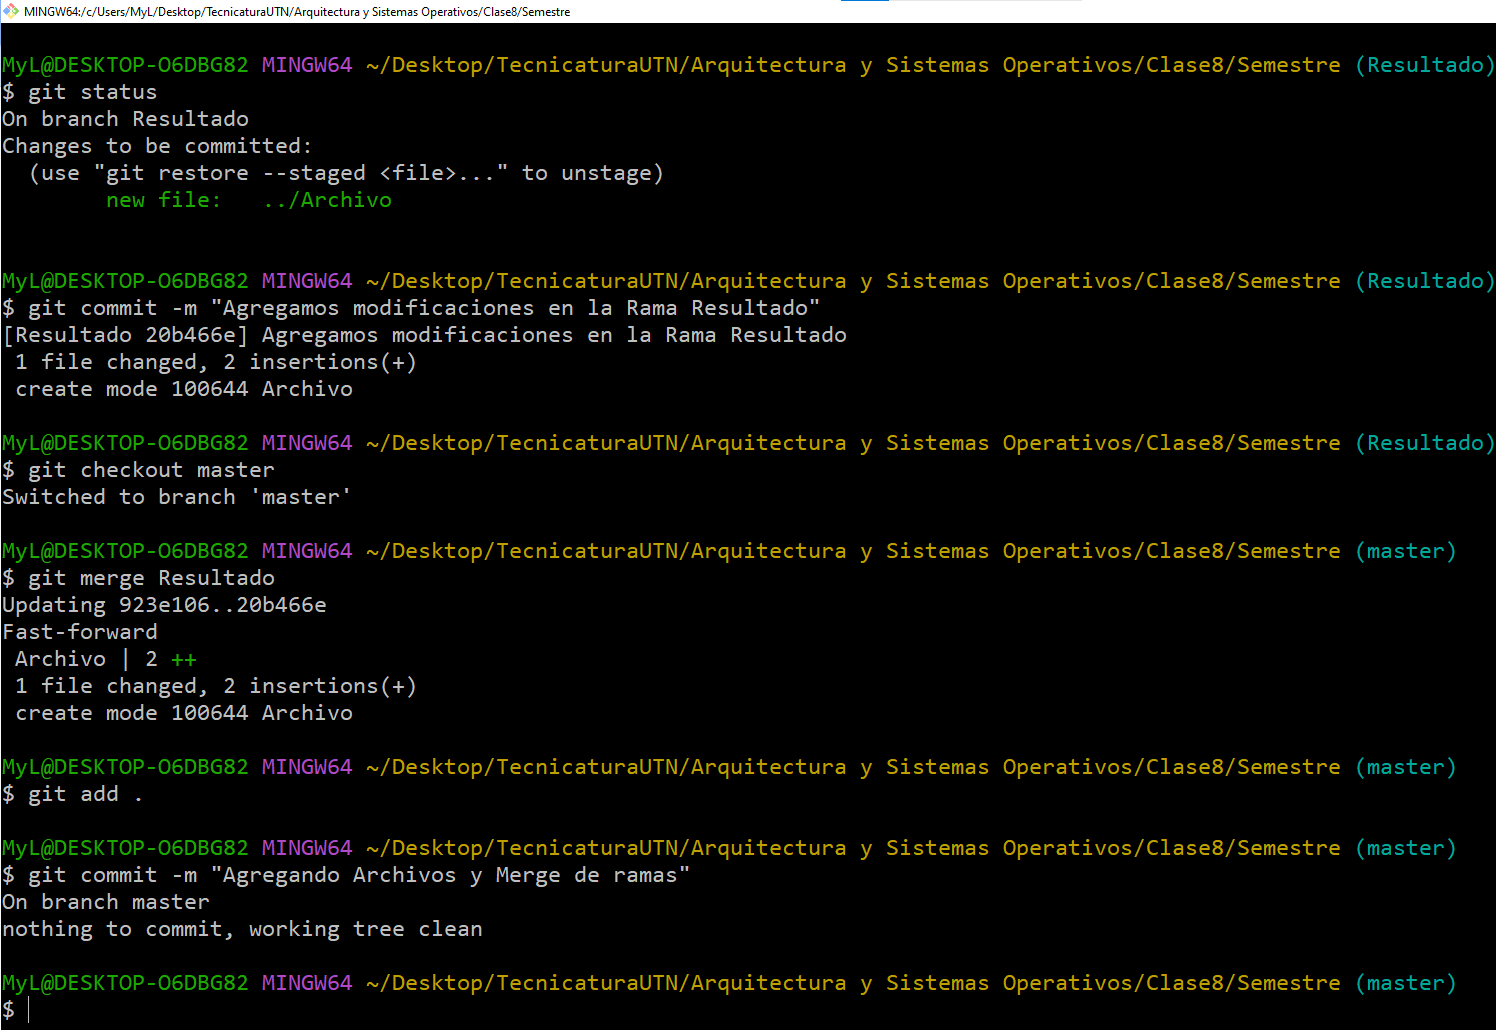 MINGW64:/c/Users/MyL/Desktop/TecnicaturaUTN/Arquitectura y Sistemas Operativos/Clase8/Semestre
MyL@DESKTOP-O6DBG82 MINGW64 ~/Desktop/TecnicaturaUTN/Arquitectura y Sistemas Operativos/Clase8/Semestre (Resultado)
$ git status
On branch Resultado
Changes to be committed:
  (use "git restore --staged <file>..." to unstage)
        new file:   ../Archivo
MyL@DESKTOP-O6DBG82 MINGW64 ~/Desktop/TecnicaturaUTN/Arquitectura y Sistemas Operativos/Clase8/Semestre (Resultado)
$ git commit -m "Agregamos modificaciones en la Rama Resultado"
[Resultado 20b466e] Agregamos modificaciones en la Rama Resultado
 1 file changed, 2 insertions(+)
 create mode 100644 Archivo
MyL@DESKTOP-O6DBG82 MINGW64 ~/Desktop/TecnicaturaUTN/Arquitectura y Sistemas Operativos/Clase8/Semestre (Resultado)
$ git checkout master
Switched to branch 'master'
MyL@DESKTOP-O6DBG82 MINGW64 ~/Desktop/TecnicaturaUTN/Arquitectura y Sistemas Operativos/Clase8/Semestre (master)
$ git merge Resultado
Updating 923e106..20b466e
Fast-forward
 Archivo | 2 ++
 1 file changed, 2 insertions(+)
 create mode 100644 Archivo
MyL@DESKTOP-O6DBG82 MINGW64 ~/Desktop/TecnicaturaUTN/Arquitectura y Sistemas Operativos/Clase8/Semestre (master)
$ git add .
MyL@DESKTOP-O6DBG82 MINGW64 ~/Desktop/TecnicaturaUTN/Arquitectura y Sistemas Operativos/Clase8/Semestre (master)
$ git commit -m "Agregando Archivos y Merge de ramas"
On branch master
nothing to commit, working tree clean
MyL@DESKTOP-O6DBG82 MINGW64 ~/Desktop/TecnicaturaUTN/Arquitectura y Sistemas Operativos/Clase8/Semestre (master)
$